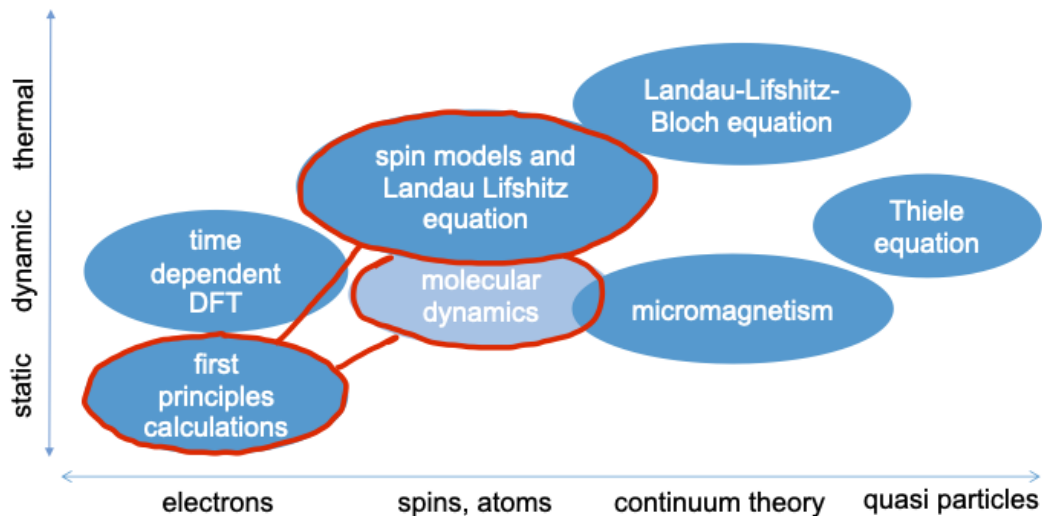 thermal
dynamic
static
Landau-Lifshitz-
Bloch equation
spin models and
Landau Lifshitz
equation
Thiele
equation
time
dependent
DFT
molecular
dynamics
micromagnetism
first
principles
calculations
electrons
spins, atoms
continuum theory
quasi particles